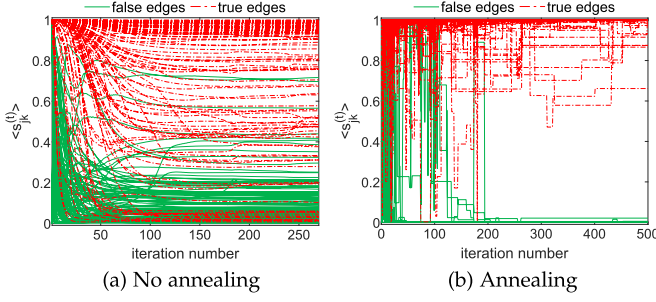 false edges true edges
1
0.8
0.6
0.4
0.2
0
<s_jk^(t)>
50 100 150 200 250
iteration number
(a) No annealing
false edges true edges
1
0.8
0.6
0.4
0.2
0
<s_jk^(t)>
0 100 200 300 400 500
iteration number
(b) Annealing